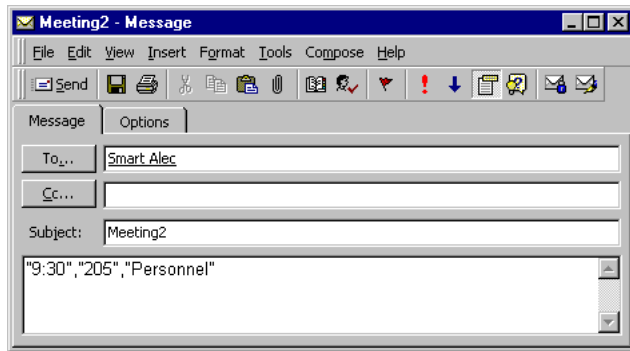 Meeting2 - Message
File Edit View Insert Format Tools Compose Help
Send
Message Options
To... Smart Alec
Cc...
Subject: Meeting2
"9:30","205","Personnel"